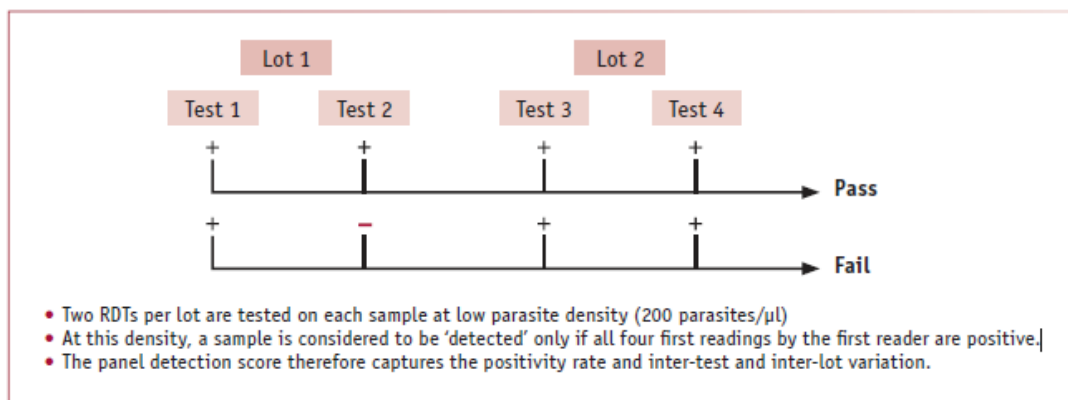 Lot 1 Lot 2
Test 1 Test 2 Test 3 Test 4
+ + + +
Pass
+ − + +
Fail
• Two RDTs per lot are tested on each sample at low parasite density (200 parasites/µl)
• At this density, a sample is considered to be ‘detected’ only if all four first readings by the first reader are positive.
• The panel detection score therefore captures the positivity rate and inter-test and inter-lot variation.